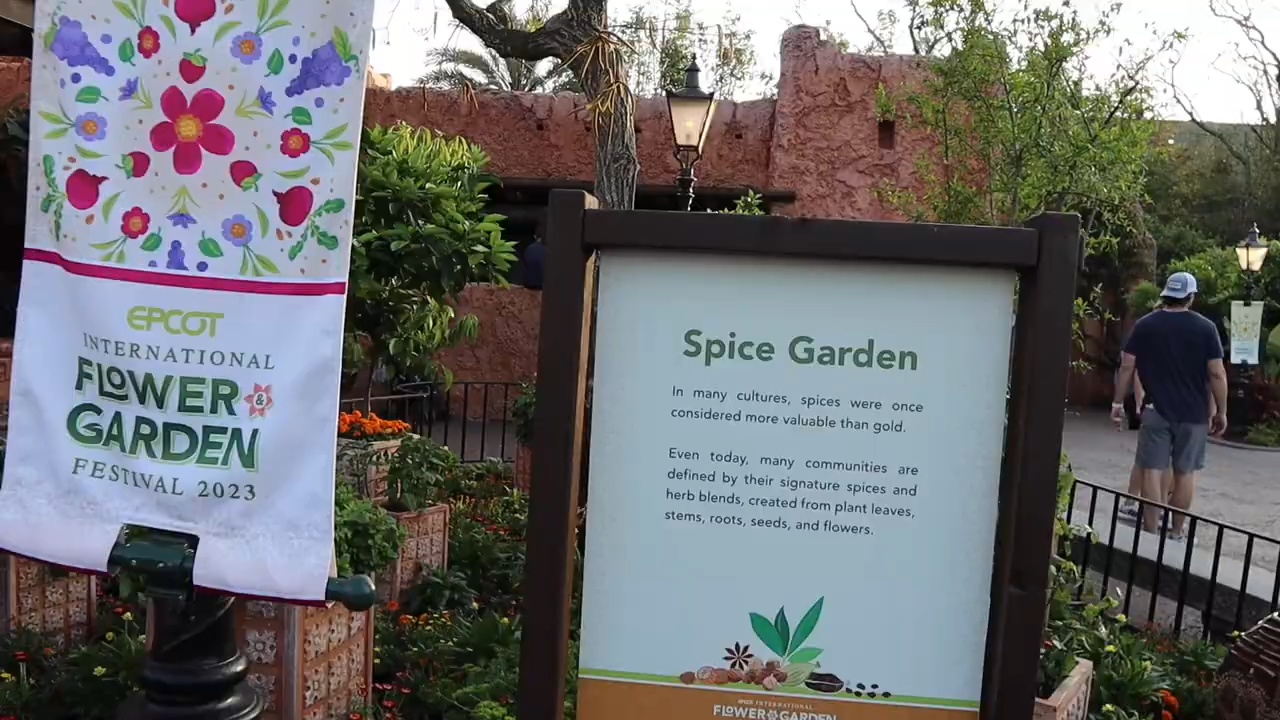 EPCOT
INTERNATIONAL
FLOWER &
GARDEN
FESTIVAL 2023
Spice Garden
In many cultures, spices were once
considered more valuable than gold.
Even today, many communities are
defined by their signature spices and
herb blends, created from plant leaves,
stems, roots, seeds, and flowers.
INTERNATIONAL
FLOWER & GARDEN